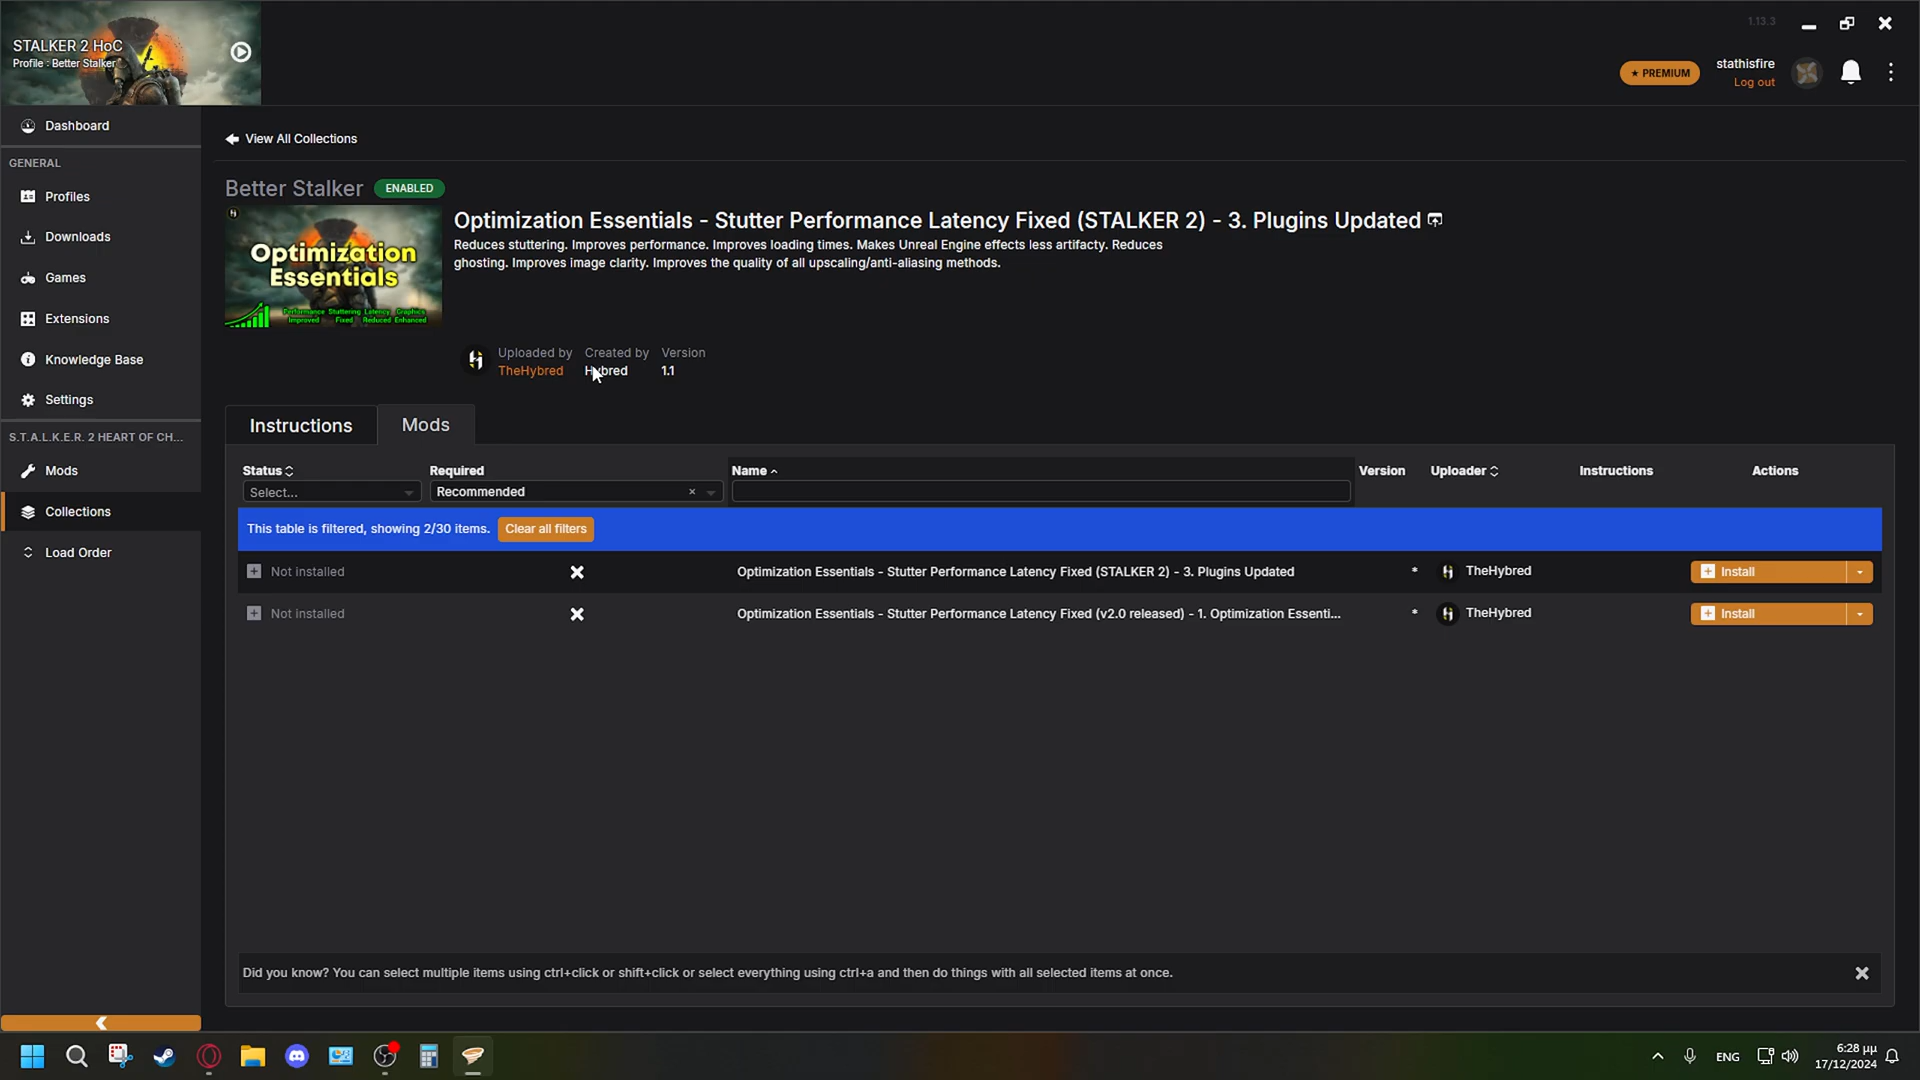 STALKER 2 HoC
Profile : Better Stalker
1.13.3
PREMIUM
stathisfire
Log out
Dashboard
GENERAL
Profiles
Downloads
Games
Extensions
Knowledge Base
Settings
S.T.A.L.K.E.R. 2 HEART OF CH...
Mods
Collections
Load Order
View All Collections
Better Stalker
ENABLED
Optimization
Essentials
Performance Stuttering Latency Graphics
Improved Fixed Reduced Enhanced
Optimization Essentials - Stutter Performance Latency Fixed (STALKER 2) - 3. Plugins Updated
Reduces stuttering. Improves performance. Improves loading times. Makes Unreal Engine effects less artifacty. Reduces
ghosting. Improves image clarity. Improves the quality of all upscaling/anti-aliasing methods.
Uploaded by Created by Version
TheHybred Hybred 1.1
Instructions Mods
Status Required Name Version Uploader Instructions Actions
Select... Recommended
This table is filtered, showing 2/30 items. Clear all filters
Not installed Optimization Essentials - Stutter Performance Latency Fixed (STALKER 2) - 3. Plugins Updated * TheHybred Install
Not installed Optimization Essentials - Stutter Performance Latency Fixed (v2.0 released) - 1. Optimization Essenti... * TheHybred Install
Did you know? You can select multiple items using ctrl+click or shift+click or select everything using ctrl+a and then do things with all selected items at once.
ENG
6:28 μμ
17/12/2024